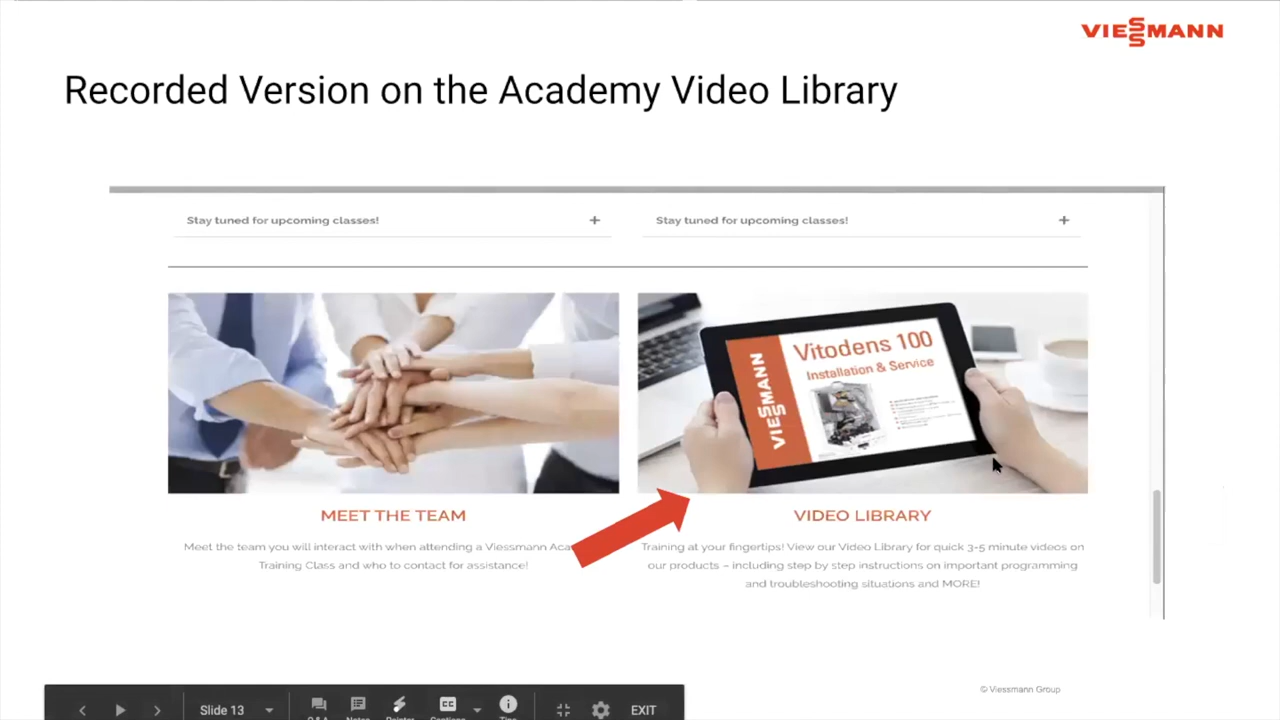 VIESSMANN
Recorded Version on the Academy Video Library
Stay tuned for upcoming classes! +
Stay tuned for upcoming classes! +
VIESSMANN
Vitodens 100
Installation & Service
MEET THE TEAM
Meet the team you will interact with when attending a Viessmann
Training Class and who to contact for assistance!
VIDEO LIBRARY
Training at your fingertips! View our Video Library for quick 3-5 minute videos on
our products – including step by step instructions on important programming
and troubleshooting situations and MORE!
© Viessmann Group
Slide 13
CC
EXIT